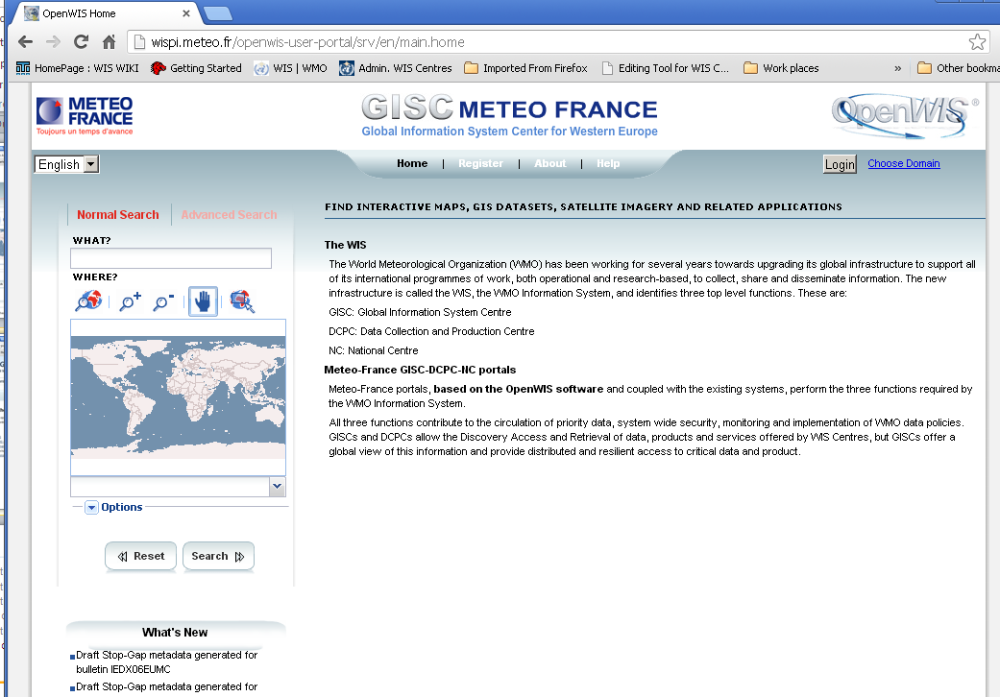 OpenWIS Home
wispi.meteo.fr/openwis-user-portal/srv/en/main.home
HomePage : WIS WIKI Getting Started WIS | WMO Admin. WIS Centres Imported From Firefox Editing Tool for WIS C... Work places » Other bookma
METEO FRANCE
Toujours un temps d'avance
GISC METEO FRANCE
Global Information System Center for Western Europe
OpenWIS®
English
Home | Register | About | Help
Login Choose Domain
Normal Search Advanced Search
WHAT?
WHERE?
Options
Reset Search
What's New
Draft Stop-Gap metadata generated for
bulletin IEDX06EUMC
Draft Stop-Gap metadata generated for
FIND INTERACTIVE MAPS, GIS DATASETS, SATELLITE IMAGERY AND RELATED APPLICATIONS
The WIS
The World Meteorological Organization (WMO) has been working for several years towards upgrading its global infrastructure to support all
of its international programmes of work, both operational and research-based, to collect, share and disseminate information. The new
infrastructure is called the WIS, the WMO Information System, and identifies three top level functions. These are:
GISC: Global Information System Centre
DCPC: Data Collection and Production Centre
NC: National Centre
Meteo-France GISC-DCPC-NC portals
Meteo-France portals, based on the OpenWIS software and coupled with the existing systems, perform the three functions required by
the WMO Information System.
All three functions contribute to the circulation of priority data, system wide security, monitoring and implementation of WMO data policies.
GISCs and DCPCs allow the Discovery Access and Retrieval of data, products and services offered by WIS Centres, but GISCs offer a
global view of this information and provide distributed and resilient access to critical data and product.